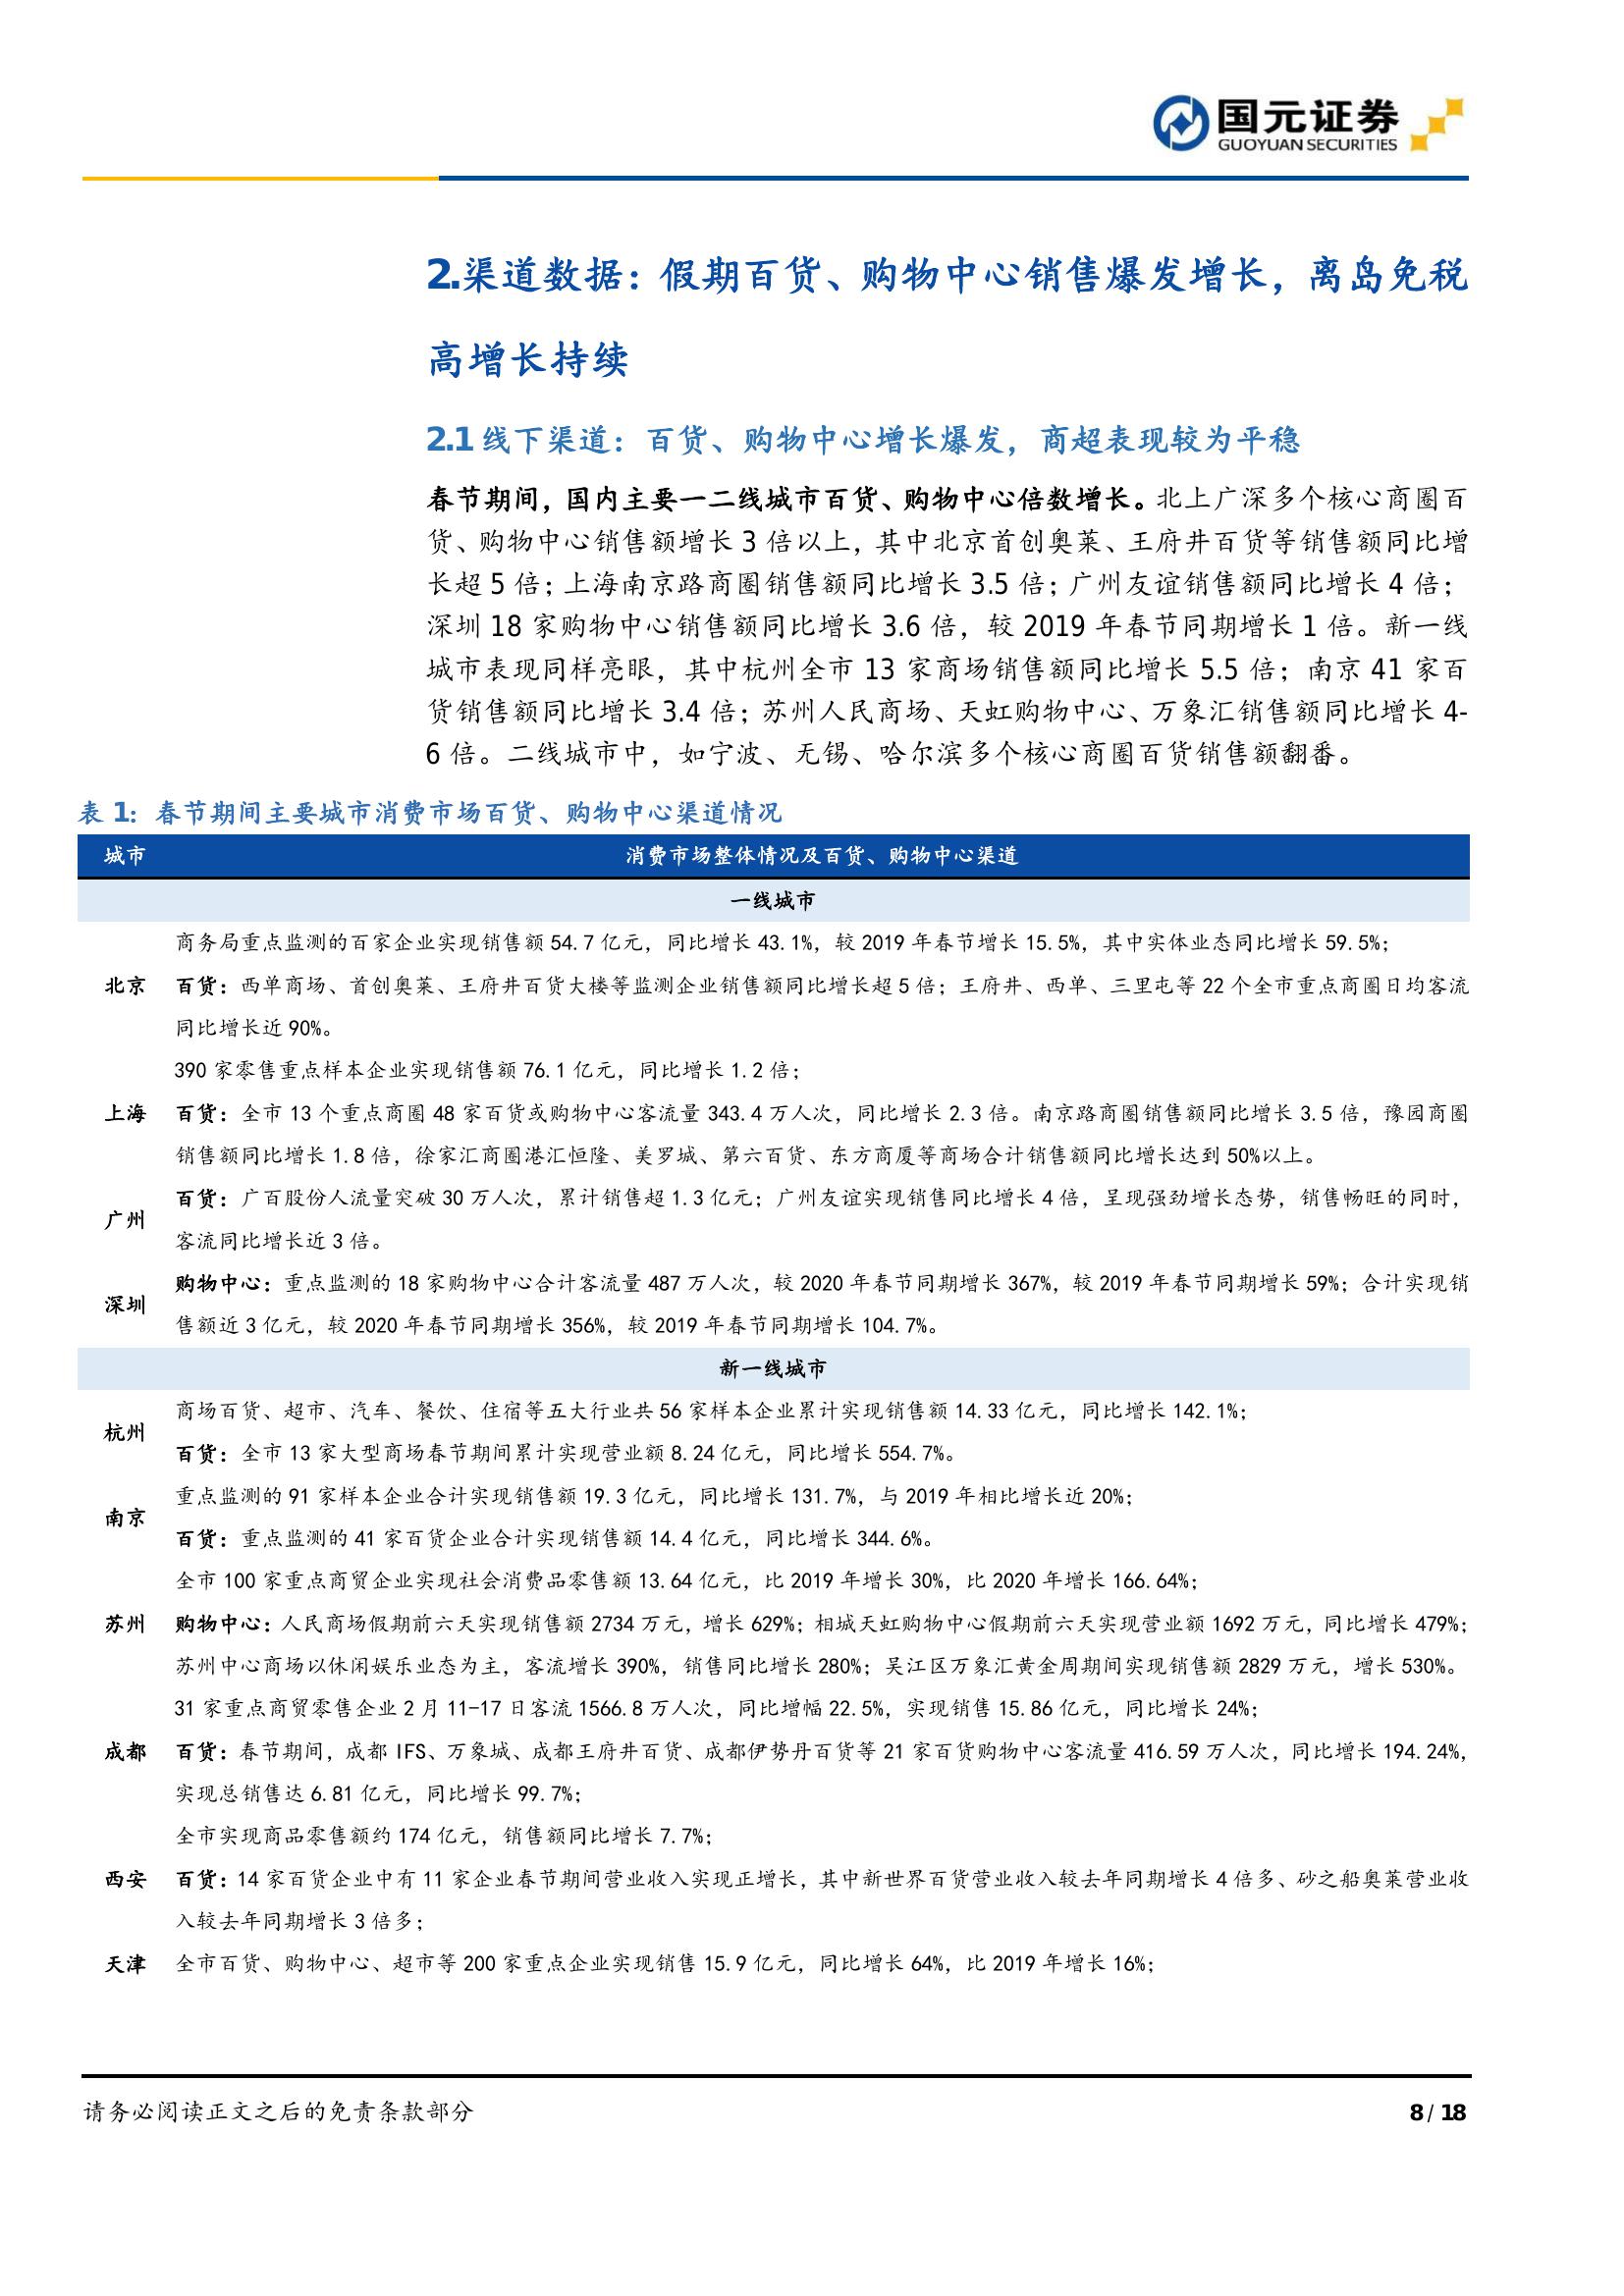 国元证券
GUOYUAN SECURITIES
2.渠道数据：假期百货、购物中心销售爆发增长，离岛免税
高增长持续
2.1 线下渠道：百货、购物中心增长爆发，商超表现较为平稳
春节期间，国内主要一二线城市百货、购物中心倍数增长。北上广深多个核心商圈百
货、购物中心销售额增长 3 倍以上，其中北京首创奥莱、王府井百货等销售额同比增
长超 5 倍；上海南京路商圈销售额同比增长 3.5 倍；广州友谊销售额同比增长 4 倍；
深圳 18 家购物中心销售额同比增长 3.6 倍，较 2019 年春节同期增长 1 倍。新一线
城市表现同样亮眼，其中杭州全市 13 家商场销售额同比增长 5.5 倍；南京 41 家百
货销售额同比增长 3.4 倍；苏州人民商场、天虹购物中心、万象汇销售额同比增长 4-
6 倍。二线城市中，如宁波、无锡、哈尔滨多个核心商圈百货销售额翻番。
表 1：春节期间主要城市消费市场百货、购物中心渠道情况
城市 消费市场整体情况及百货、购物中心渠道
一线城市
商务局重点监测的百家企业实现销售额 54.7 亿元，同比增长 43.1%，较 2019 年春节增长 15.5%，其中实体业态同比增长 59.5%；
北京 百货：西单商场、首创奥莱、王府井百货大楼等监测企业销售额同比增长超 5 倍；王府井、西单、三里屯等 22 个全市重点商圈日均客流
同比增长近 90%。
390 家零售重点样本企业实现销售额 76.1 亿元，同比增长 1.2 倍；
上海 百货：全市 13 个重点商圈 48 家百货或购物中心客流量 343.4 万人次，同比增长 2.3 倍。南京路商圈销售额同比增长 3.5 倍，豫园商圈
销售额同比增长 1.8 倍，徐家汇商圈港汇恒隆、美罗城、第六百货、东方商厦等商场合计销售额同比增长达到 50%以上。
百货：广百股份人流量突破 30 万人次，累计销售超 1.3 亿元；广州友谊实现销售同比增长 4 倍，呈现强劲增长态势，销售畅旺的同时，
广州
客流同比增长近 3 倍。
购物中心：重点监测的 18 家购物中心合计客流量 487 万人次，较 2020 年春节同期增长 367%，较 2019 年春节同期增长 59%；合计实现销
深圳
售额近 3 亿元，较 2020 年春节同期增长 356%，较 2019 年春节同期增长 104.7%。
新一线城市
商场百货、超市、汽车、餐饮、住宿等五大行业共 56 家样本企业累计实现销售额 14.33 亿元，同比增长 142.1%；
杭州
百货：全市 13 家大型商场春节期间累计实现营业额 8.24 亿元，同比增长 554.7%。
重点监测的 91 家样本企业合计实现销售额 19.3 亿元，同比增长 131.7%，与 2019 年相比增长近 20%；
南京
百货：重点监测的 41 家百货企业合计实现销售额 14.4 亿元，同比增长 344.6%。
全市 100 家重点商贸企业实现社会消费品零售额 13.64 亿元，比 2019 年增长 30%，比 2020 年增长 166.64%；
苏州 购物中心：人民商场假期前六天实现销售额 2734 万元，增长 629%；相城天虹购物中心假期前六天实现营业额 1692 万元，同比增长 479%；
苏州中心商场以休闲娱乐业态为主，客流增长 390%，销售同比增长 280%；吴江区万象汇黄金周期间实现销售额 2829 万元，增长 530%。
31 家重点商贸零售企业 2 月 11-17 日客流 1566.8 万人次，同比增幅 22.5%，实现销售 15.86 亿元，同比增长 24%；
成都 百货：春节期间，成都 IFS、万象城、成都王府井百货、成都伊势丹百货等 21 家百货购物中心客流量 416.59 万人次，同比增长 194.24%，
实现总销售达 6.81 亿元，同比增长 99.7%；
全市实现商品零售额约 174 亿元，销售额同比增长 7.7%；
西安 百货：14 家百货企业中有 11 家企业春节期间营业收入实现正增长，其中新世界百货营业收入较去年同期增长 4 倍多、砂之船奥莱营业收
入较去年同期增长 3 倍多；
天津 全市百货、购物中心、超市等 200 家重点企业实现销售 15.9 亿元，同比增长 64%，比 2019 年增长 16%；
请务必阅读正文之后的免责条款部分
8 / 18